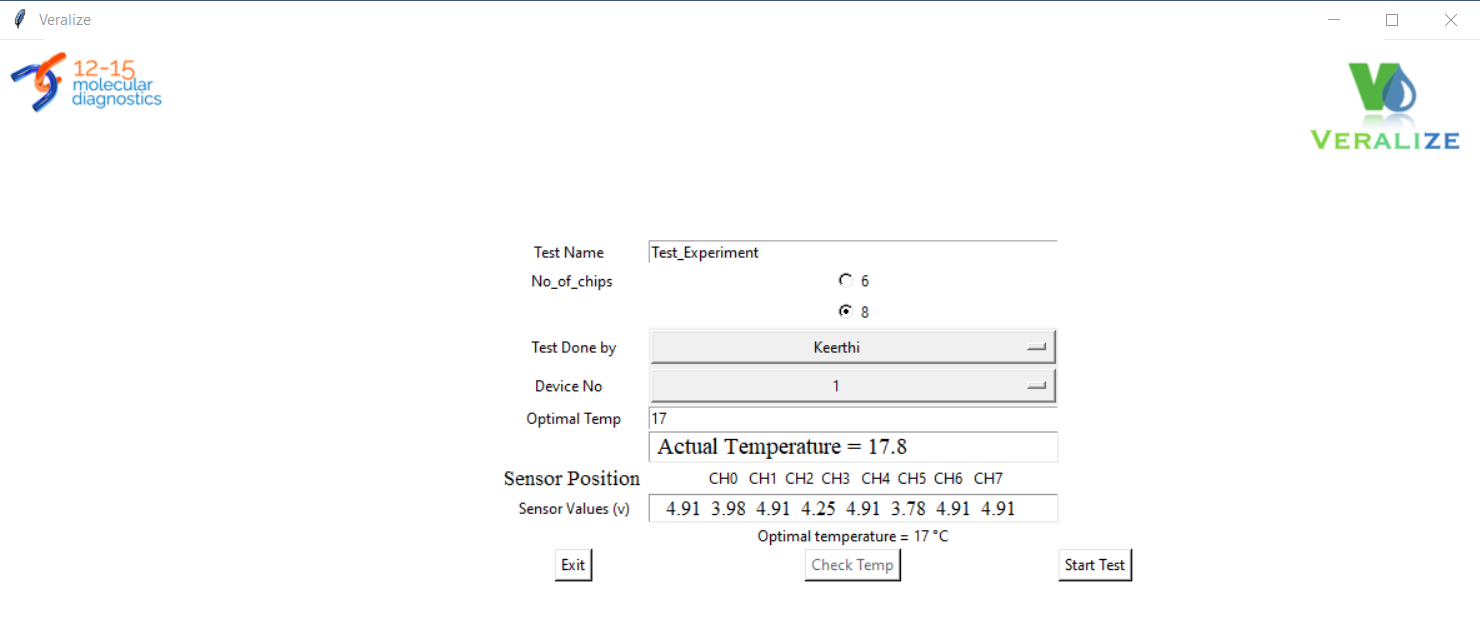 Veralize
12-15
molecular
diagnostics
VERALIZE
Test Name Test_Experiment
No_of_chips 6
8
Test Done by Keerthi
Device No 1
Optimal Temp 17
Actual Temperature = 17.8
Sensor Position CH0 CH1 CH2 CH3 CH4 CH5 CH6 CH7
Sensor Values (v) 4.91 3.98 4.91 4.25 4.91 3.78 4.91 4.91
Optimal temperature = 17 °C
Exit Check Temp Start Test